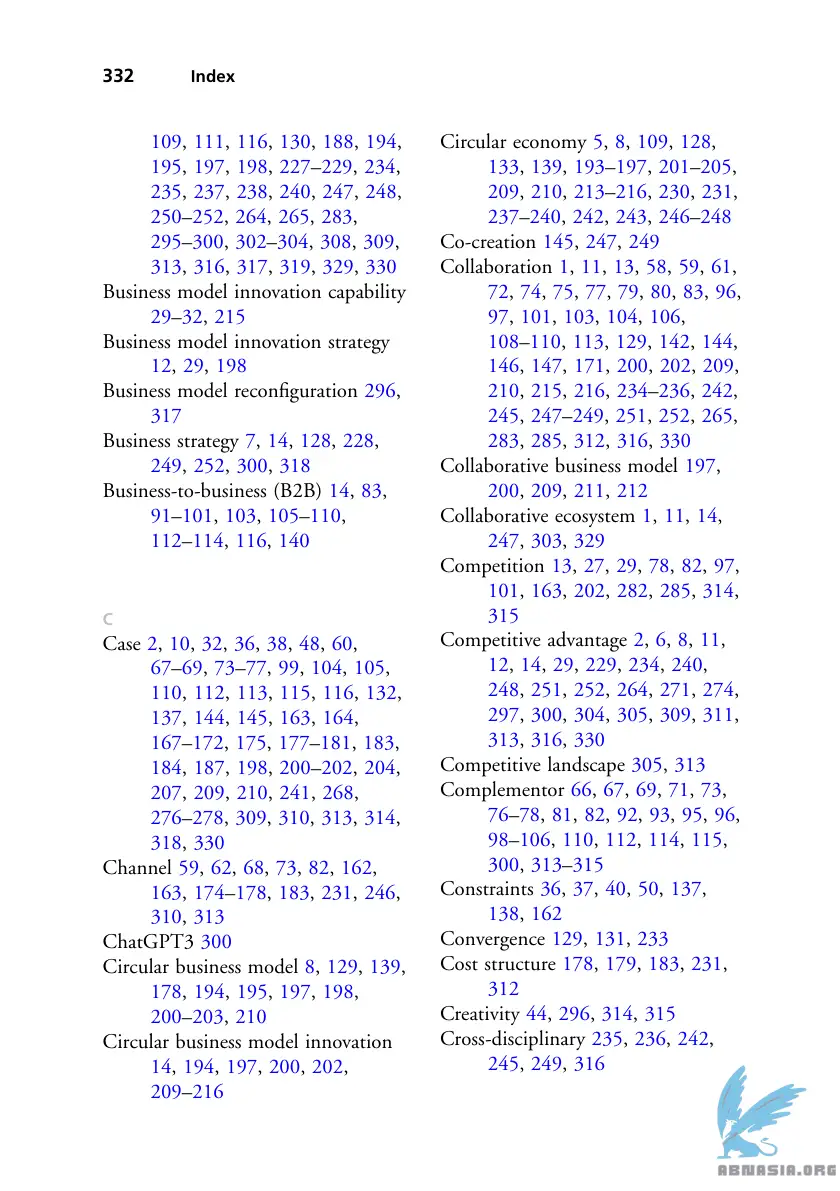 332 Index
109, 111, 116, 130, 188, 194,
195, 197, 198, 227–229, 234,
235, 237, 238, 240, 247, 248,
250–252, 264, 265, 283,
295–300, 302–304, 308, 309,
313, 316, 317, 319, 329, 330
Business model innovation capability
29–32, 215
Business model innovation strategy
12, 29, 198
Business model reconfiguration 296,
317
Business strategy 7, 14, 128, 228,
249, 252, 300, 318
Business-to-business (B2B) 14, 83,
91–101, 103, 105–110,
112–114, 116, 140
C
Case 2, 10, 32, 36, 38, 48, 60,
67–69, 73–77, 99, 104, 105,
110, 112, 113, 115, 116, 132,
137, 144, 145, 163, 164,
167–172, 175, 177–181, 183,
184, 187, 198, 200–202, 204,
207, 209, 210, 241, 268,
276–278, 309, 310, 313, 314,
318, 330
Channel 59, 62, 68, 73, 82, 162,
163, 174–178, 183, 231, 246,
310, 313
ChatGPT3 300
Circular business model 8, 129, 139,
178, 194, 195, 197, 198,
200–203, 210
Circular business model innovation
14, 194, 197, 200, 202,
209–216
Circular economy 5, 8, 109, 128,
133, 139, 193–197, 201–205,
209, 210, 213–216, 230, 231,
237–240, 242, 243, 246–248
Co-creation 145, 247, 249
Collaboration 1, 11, 13, 58, 59, 61,
72, 74, 75, 77, 79, 80, 83, 96,
97, 101, 103, 104, 106,
108–110, 113, 129, 142, 144,
146, 147, 171, 200, 202, 209,
210, 215, 216, 234–236, 242,
245, 247–249, 251, 252, 265,
283, 285, 312, 316, 330
Collaborative business model 197,
200, 209, 211, 212
Collaborative ecosystem 1, 11, 14,
247, 303, 329
Competition 13, 27, 29, 78, 82, 97,
101, 163, 202, 282, 285, 314,
315
Competitive advantage 2, 6, 8, 11,
12, 14, 29, 229, 234, 240,
248, 251, 252, 264, 271, 274,
297, 300, 304, 305, 309, 311,
313, 316, 330
Competitive landscape 305, 313
Complementor 66, 67, 69, 71, 73,
76–78, 81, 82, 92, 93, 95, 96,
98–106, 110, 112, 114, 115,
300, 313–315
Constraints 36, 37, 40, 50, 137,
138, 162
Convergence 129, 131, 233
Cost structure 178, 179, 183, 231,
312
Creativity 44, 296, 314, 315
Cross-disciplinary 235, 236, 242,
245, 249, 316
ABNASIA.ORG